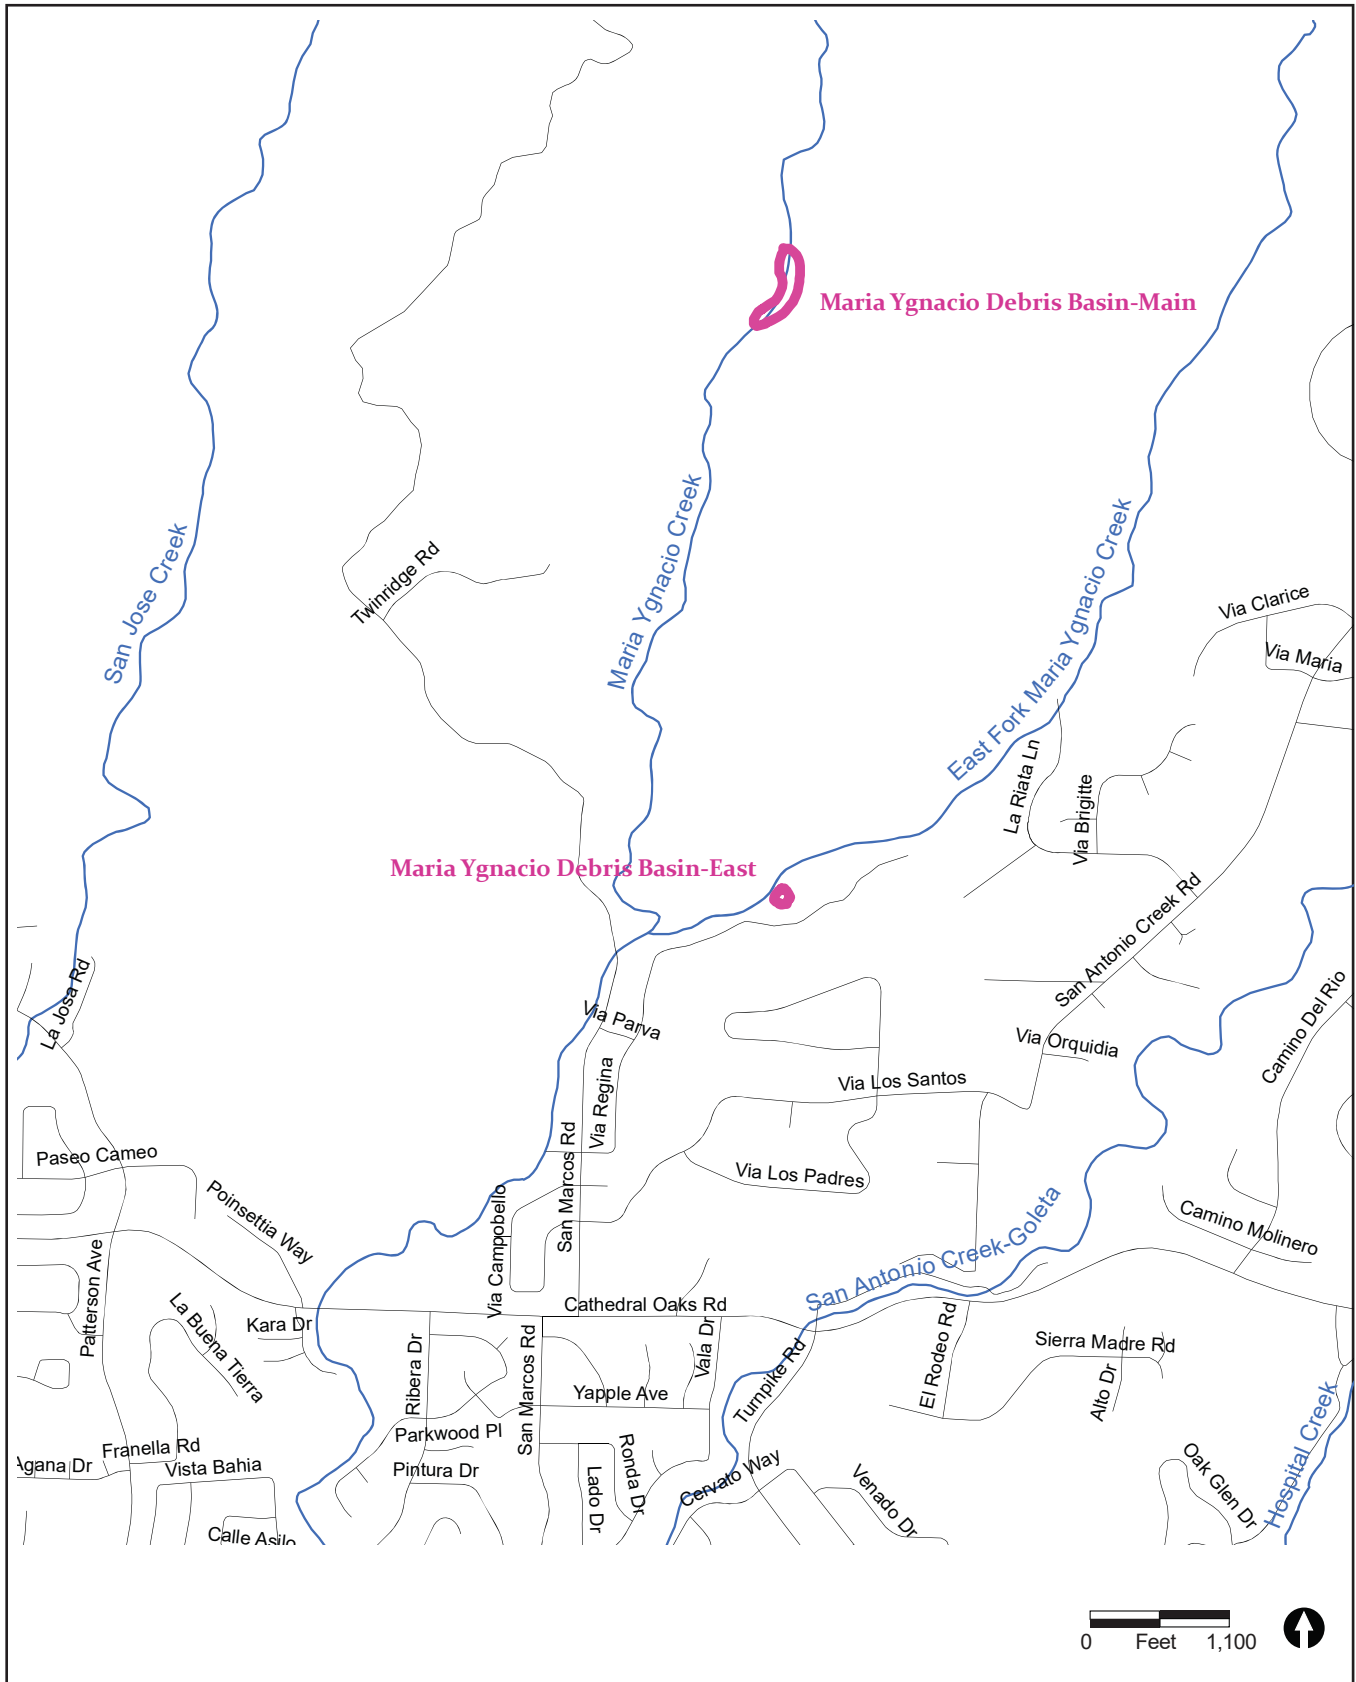 Maria Ygnacio Debris Basin-Main
San Jose Creek
Maria Ygnacio Creek
East Fork Maria Ygnacio Creek
Twinridge Rd
Via Clarice
Via Maria
La Riata Ln
Via Brigitte
Maria Ygnacio Debris Basin-East
San Antonio Creek Rd
La Josa Rd
Via Parva
Via Orquidia
Camino Del Rio
Via Los Santos
Via Regina
San Marcos Rd
Paseo Cameo
Via Los Padres
Poinsettia Way
Via Campobello
San Antonio Creek-Goleta
Camino Molinero
Patterson Ave
La Buena Tierra
Kara Dr
Cathedral Oaks Rd
Ribera Dr
San Marcos Rd
Vala Dr
Turnpike Rd
El Rodeo Rd
Sierra Madre Rd
Alto Dr
Yapple Ave
Hospital Creek
Parkwood Pl
Franella Rd
Agana Dr
Vista Bahia
Pintura Dr
Lado Dr
Ronda Dr
Cervato Way
Venado Dr
Oak Glen Dr
Calle Asilo
0 Feet 1,100